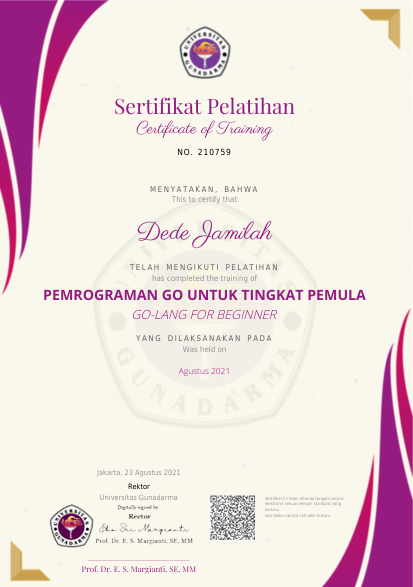 UNIVERSITAS
GUNADARMA
Sertifikat Pelatihan
Certificate of Training
NO. 210759
MENYATAKAN, BAHWA
This to certify that
Dede Jamilah
TELAH MENGIKUTI PELATIHAN
has completed the training of
PEMROGRAMAN GO UNTUK TINGKAT PEMULA
GO-LANG FOR BEGINNER
YANG DILAKSANAKAN PADA
Was held on
GUNADARMA
Agustus 2021
Jakarta, 23 Agustus 2021
Rektor
Universitas Gunadarma
Digitally signed by
Rector
Prof. Dr. E. S. Margianti, SE, MM
Prof. Dr. E. S. Margianti, SE, MM